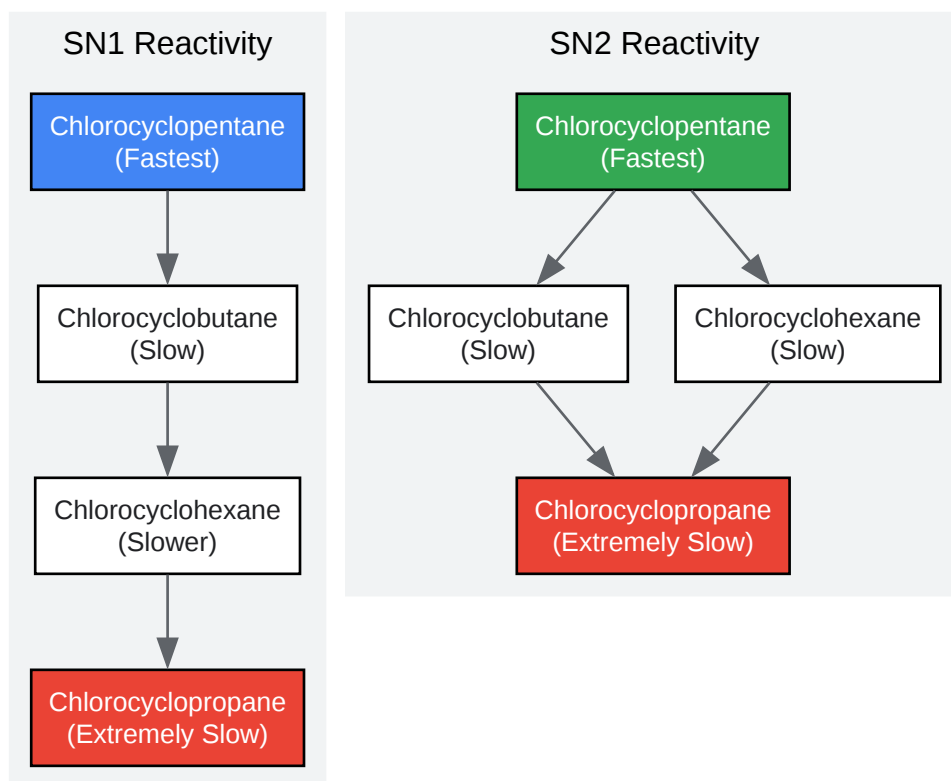 SN1 Reactivity
Chlorocyclopentane
(Fastest)
Chlorocyclobutane
(Slow)
Chlorocyclohexane
(Slower)
Chlorocyclopropane
(Extremely Slow)
SN2 Reactivity
Chlorocyclopentane
(Fastest)
Chlorocyclobutane
(Slow)
Chlorocyclohexane
(Slow)
Chlorocyclopropane
(Extremely Slow)